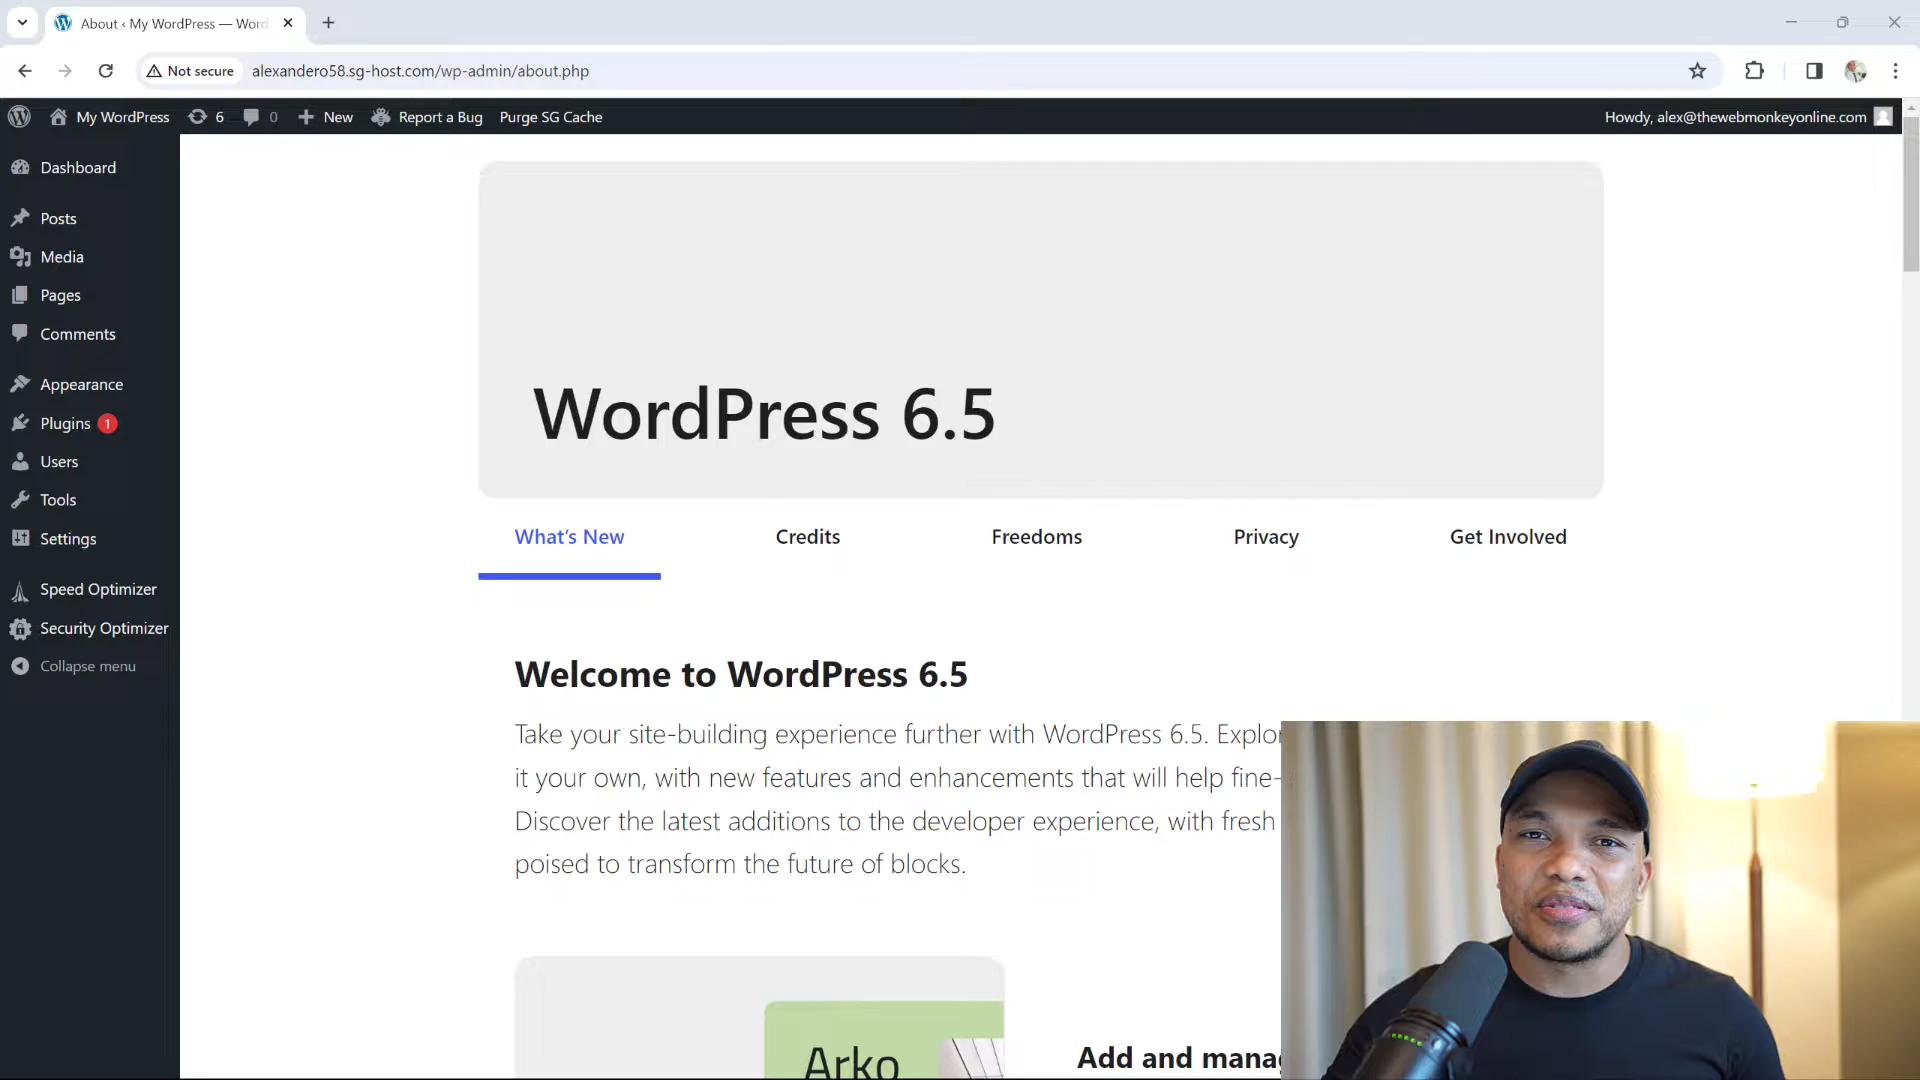 About ‹ My WordPress — Word
Not secure
alexandero58.sg-host.com/wp-admin/about.php
My WordPress 6 0 New Report a Bug Purge SG Cache
Howdy, alex@thewebmonkeyonline.com
Dashboard
Posts
Media
Pages
Comments
Appearance
Plugins 1
Users
Tools
Settings
Speed Optimizer
Security Optimizer
Collapse menu
WordPress 6.5
What's New Credits Freedoms Privacy Get Involved
Welcome to WordPress 6.5
Take your site-building experience further with WordPress 6.5. Explor
it your own, with new features and enhancements that will help fine-
Discover the latest additions to the developer experience, with fresh
poised to transform the future of blocks.
Arko
Add and manag